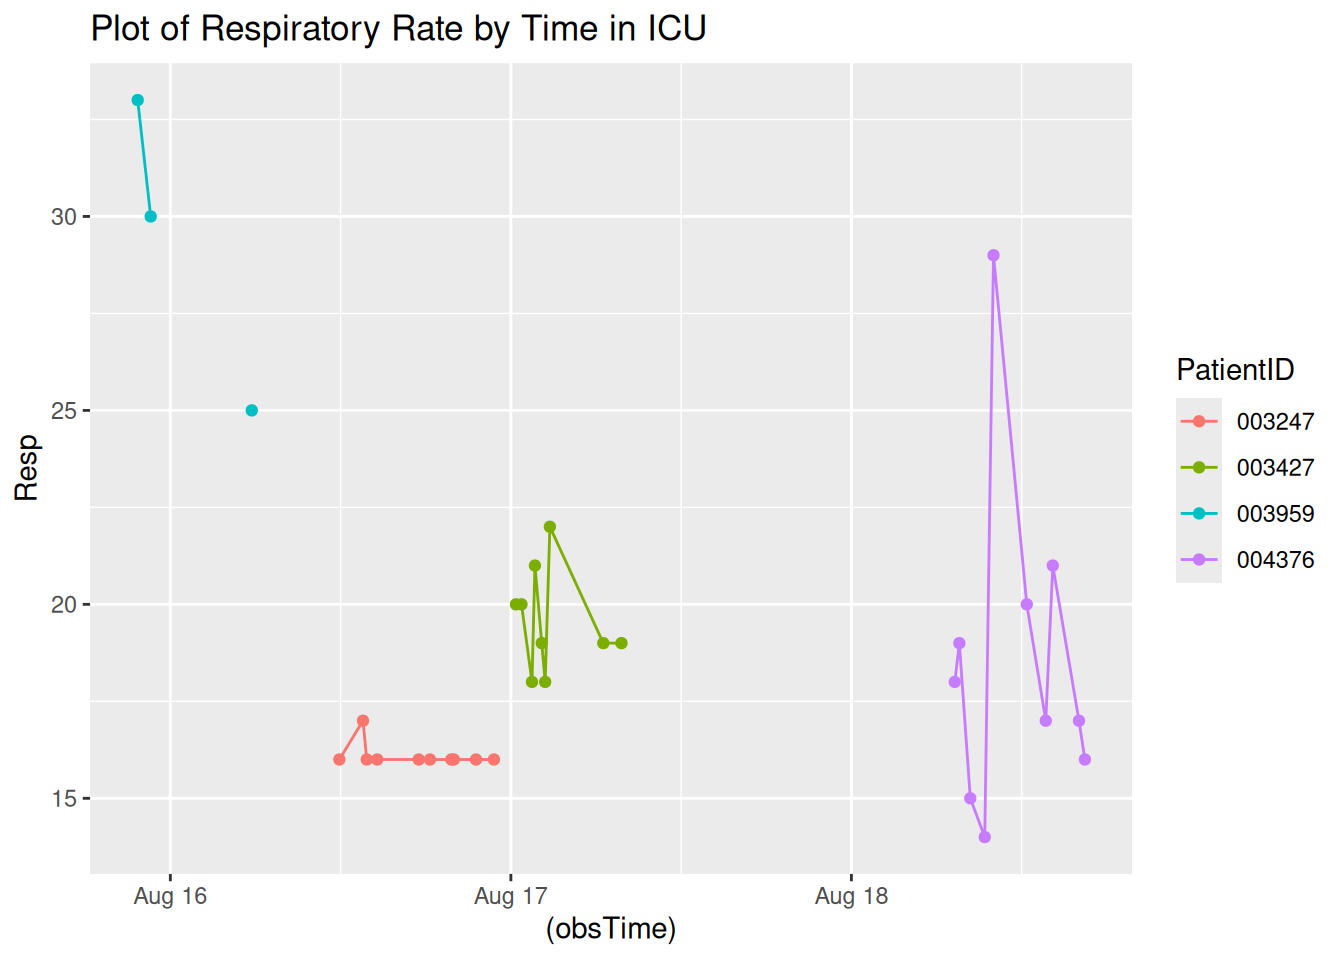 Plot of Respiratory Rate by Time in ICU
Resp
30
25
20
15
Aug 16
Aug 17
Aug 18
(obsTime)
PatientID
003247
003427
003959
004376